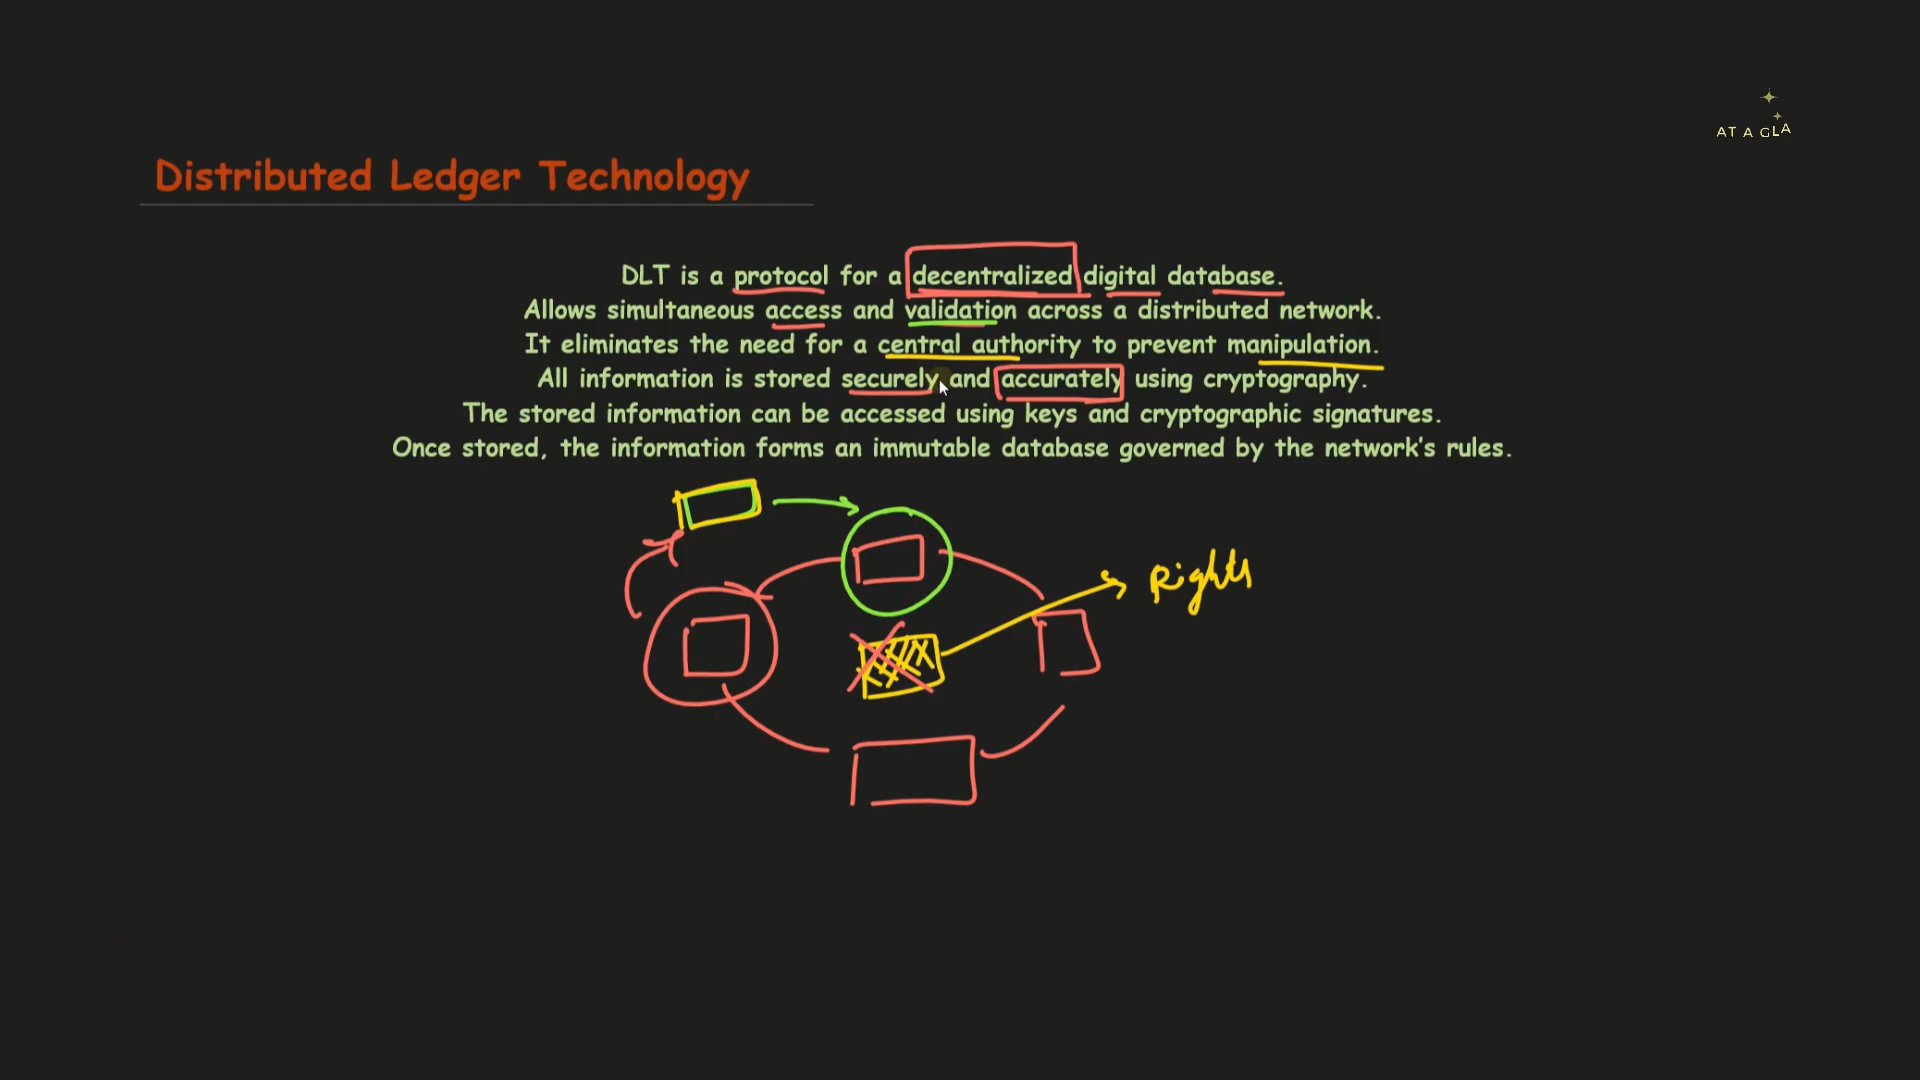 AT A GLA
Distributed Ledger Technology
DLT is a protocol for a decentralized digital database.
Allows simultaneous access and validation across a distributed network.
It eliminates the need for a central authority to prevent manipulation.
All information is stored securely and accurately using cryptography.
The stored information can be accessed using keys and cryptographic signatures.
Once stored, the information forms an immutable database governed by the network's rules.
Rights